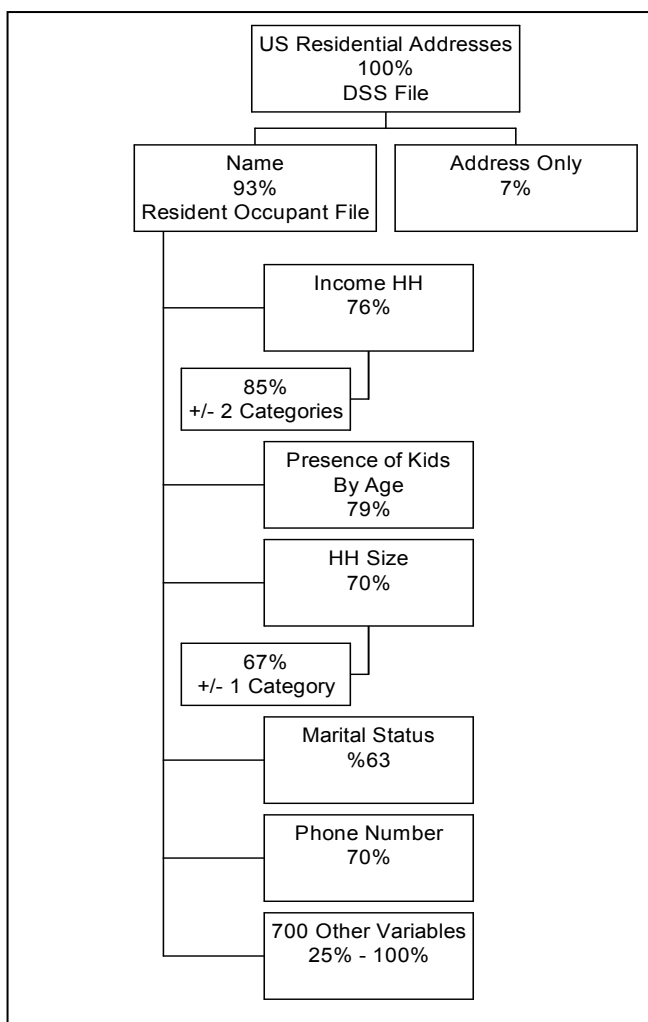 US Residential Addresses
100%
DSS File
Name
93%
Resident Occupant File
Address Only
7%
Income HH
76%
85%
+/- 2 Categories
Presence of Kids
By Age
79%
HH Size
70%
67%
+/- 1 Category
Marital Status
%63
Phone Number
70%
700 Other Variables
25% - 100%